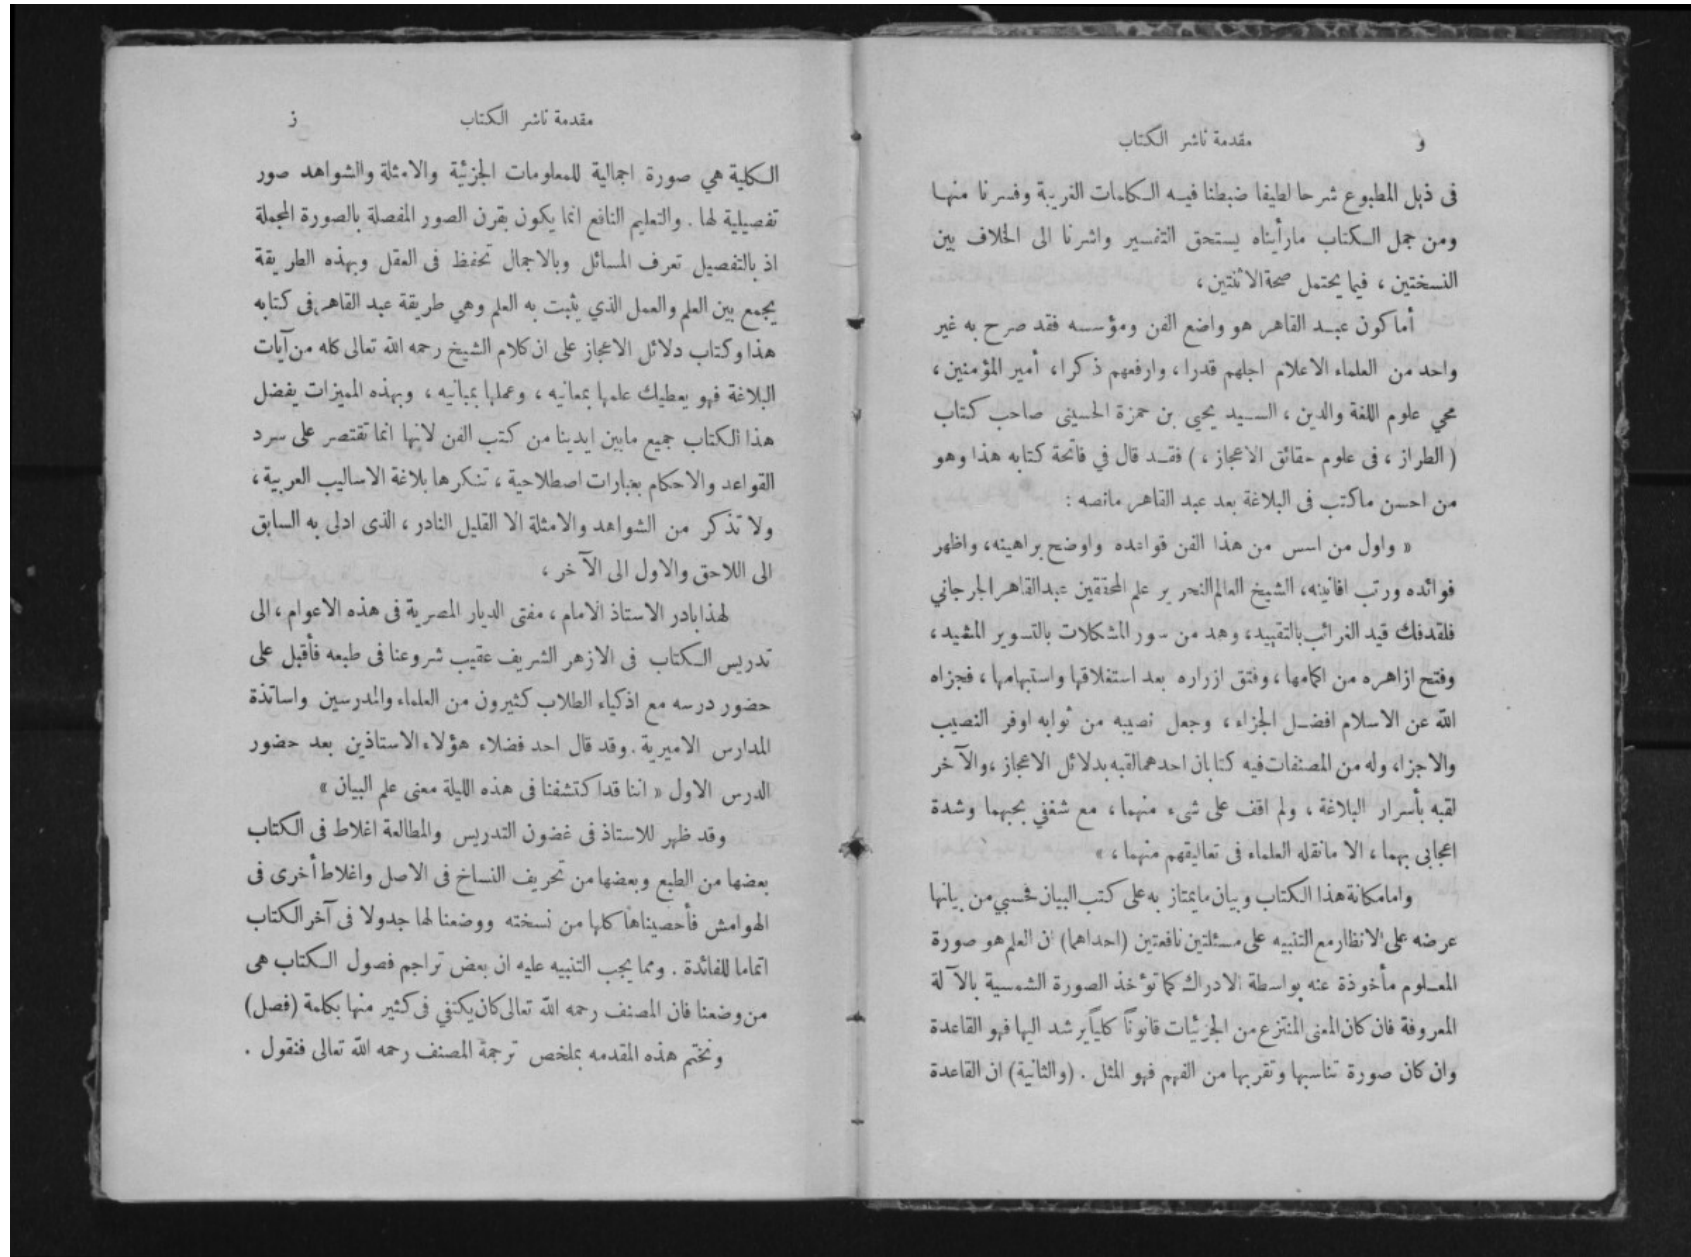 و
مقدمة ناشر الكتاب
فى ذيل المطبوع شرحا لطيفا ضبطنا فيه الكلمات الغريبة وفسرنا منها
ومن جمل الكتاب مارأيناه يستحق التفسير واشرنا الى الخلاف بين
النسختين ، فيما يحتمل صحة الاثنتين ،
أما كون عبد القاهر هو واضع الفن ومؤسسه فقد صرح به غير
واحد من العلماء الاعلام اجلهم قدرا ، وارفعهم ذكرا ، أمير المؤمنين ،
محي علوم اللغة والدين ، السيد يحيي بن حمزة الحسينى صاحب كتاب
( الطراز ، فى علوم حقائق الاعجاز ، ) فقد قال في فاتحة كتابه هذا وهو
من احسن ماكتب فى البلاغة بعد عبد القاهر مانصه :
« واول من اسس من هذا الفن قواعده واوضح براهينه ، واظهر
فوائده ورتب افانينه ، الشيخ العالم النحرير علم المحققين عبد القاهر الجرجاني
فلقد فك قيد الغرائب بالتقييد ، وهد من سور المشكلات بالتسوير المشيد ،
وفتح ازاهره من اكمامها ، وفتق ازراره بعد استغلاقها واستبهامها ، فجزاه
الله عن الاسلام افضل الجزاء ، وجعل نصيبه من ثوابه اوفر النصيب
والاجزا ، وله من المصنفات فيه كتابان احدهما لقبه بدلائل الاعجاز ، والآخر
لقبه بأسرار البلاغة ، ولم اقف على شىء منهما ، مع شغفي بحبهما وشدة
اعجابى بهما ، الا مانقله العلماء فى تعاليقهم منهما ، »
واما مكانة هذا الكتاب وبيان مايمتاز به على كتب البيان فحسبي من بيانها
عرضه على الانظار مع التنبيه على مسئلتين نافعتين (احداهما) ان العلم هو صورة
المعلوم مأخوذة عنه بواسطة الادراك كما تؤخذ الصورة الشمسية بالآلة
المعروفة فان كان المعنى المنتزع من الجزئيات قانوناً كلياً يرشد اليها فهو القاعدة
وان كان صورة تناسبها وتقربها من الفهم فهو المثل . (والثانية) ان القاعدة
مقدمة ناشر الكتاب
ز
الكلية هي صورة اجمالية للمعلومات الجزئية والامثلة والشواهد صور
تفصيلية لها . والتعليم النافع انما يكون بقرن الصور المفصلة بالصورة المجملة
اذ بالتفصيل تعرف المسائل وبالاجمال تحفظ فى العقل وبهذه الطريقة
يجمع بين العلم والعمل الذي يثبت به العلم وهي طريقة عبد القاهر فى كتابه
هذا وكتاب دلائل الاعجاز على ان كلام الشيخ رحمه الله تعالى كله من آيات
البلاغة فهو يعطيك علمها بمعانيه ، وعملها بمبانيه ، وبهذه المميزات يفضل
هذا الكتاب جميع مابين ايدينا من كتب الفن لانها انما تقتصر على سرد
القواعد والاحكام بعبارات اصطلاحية ، تنكرها بلاغة الاساليب العربية ،
ولا تذكر من الشواهد والامثلة الا القليل النادر ، الذى ادلى به السابق
الى اللاحق والاول الى الآخر ،
لهذا بادر الاستاذ الامام ، مفتى الديار المصرية فى هذه الاعوام ، الى
تدريس الكتاب فى الازهر الشريف عقيب شروعنا فى طبعه فأقبل على
حضور درسه مع اذكياء الطلاب كثيرون من العلماء والمدرسين واساتذة
المدارس الاميرية . وقد قال احد فضلاء هؤلاء الاستاذين بعد حضور
الدرس الاول « اننا قد اكتشفنا فى هذه الليلة معنى علم البيان »
وقد ظهر للاستاذ فى غضون التدريس والمطالعة اغلاط فى الكتاب
بعضها من الطبع وبعضها من تحريف النساخ فى الاصل واغلاط أخرى فى
الهوامش فأحصيناها كلها من نسخته ووضعنا لها جدولا فى آخر الكتاب
اتماما للفائدة . ومما يجب التنبيه عليه ان بعض تراجم فصول الكتاب هى
من وضعنا فان المصنف رحمه الله تعالى كان يكتفي فى كثير منها بكلمة (فصل)
ونختم هذه المقدمه بملخص ترجمة المصنف رحمه الله تعالى فنقول .